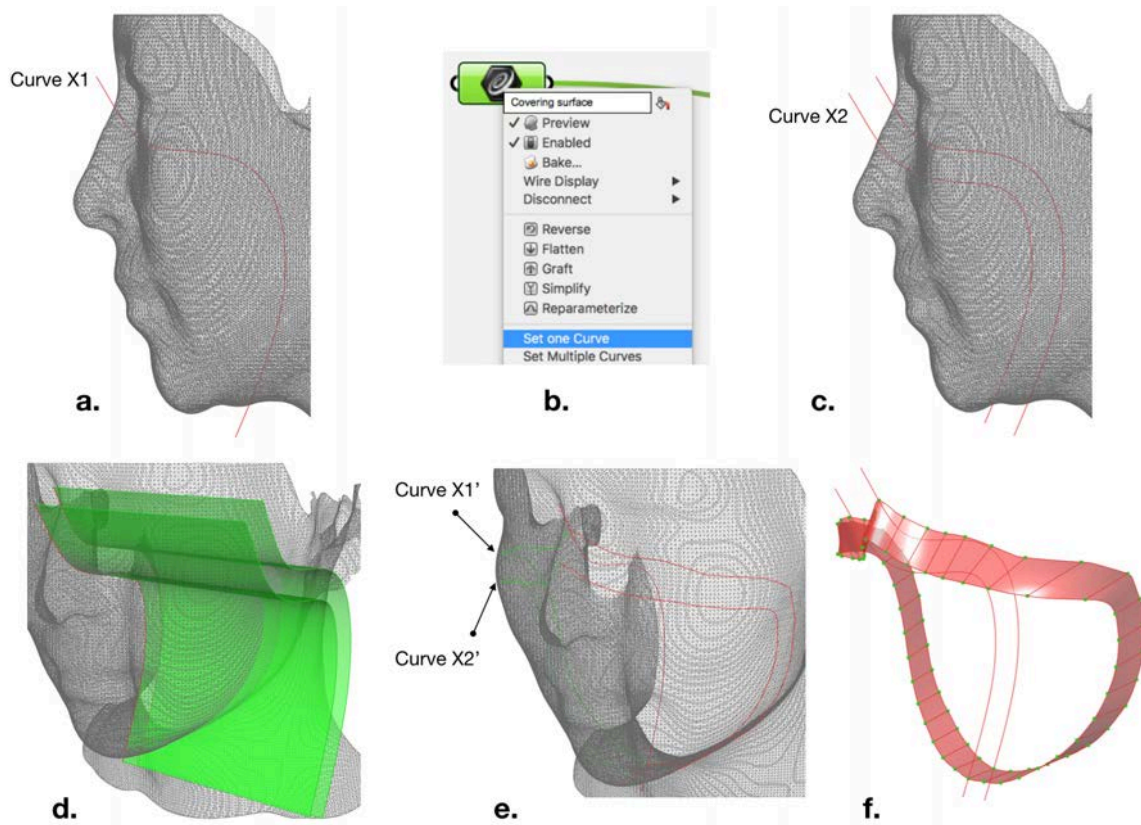 Curve X1
a.
Covering surface
Preview
Enabled
Bake...
Wire Display
Disconnect
Reverse
Flatten
Graft
Simplify
Reparameterize
Set one Curve
Set Multiple Curves
b.
Curve X2
c.
d.
Curve X1’
Curve X2’
e.
f.